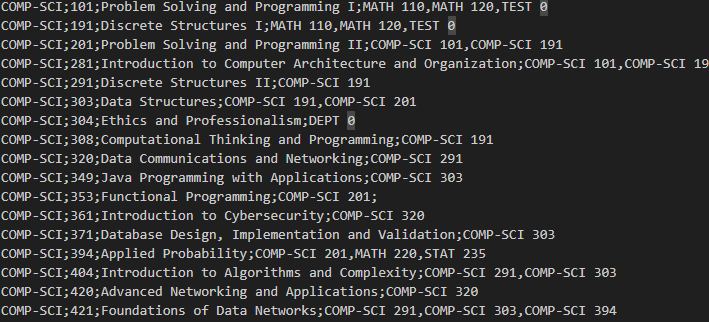 COMP-SCI;101;Problem Solving and Programming I;MATH 110,MATH 120,TEST 0
COMP-SCI;191;Discrete Structures I;MATH 110,MATH 120,TEST 0
COMP-SCI;201;Problem Solving and Programming II;COMP-SCI 101,COMP-SCI 191
COMP-SCI;281;Introduction to Computer Architecture and Organization;COMP-SCI 101,COMP-SCI 19
COMP-SCI;291;Discrete Structures II;COMP-SCI 191
COMP-SCI;303;Data Structures;COMP-SCI 191,COMP-SCI 201
COMP-SCI;304;Ethics and Professionalism;DEPT 0
COMP-SCI;308;Computational Thinking and Programming;COMP-SCI 191
COMP-SCI;320;Data Communications and Networking;COMP-SCI 291
COMP-SCI;349;Java Programming with Applications;COMP-SCI 303
COMP-SCI;353;Functional Programming;COMP-SCI 201;
COMP-SCI;361;Introduction to Cybersecurity;COMP-SCI 320
COMP-SCI;371;Database Design, Implementation and Validation;COMP-SCI 303
COMP-SCI;394;Applied Probability;COMP-SCI 201,MATH 220,STAT 235
COMP-SCI;404;Introduction to Algorithms and Complexity;COMP-SCI 291,COMP-SCI 303
COMP-SCI;420;Advanced Networking and Applications;COMP-SCI 320
COMP-SCI;421;Foundations of Data Networks;COMP-SCI 291,COMP-SCI 303,COMP-SCI 394